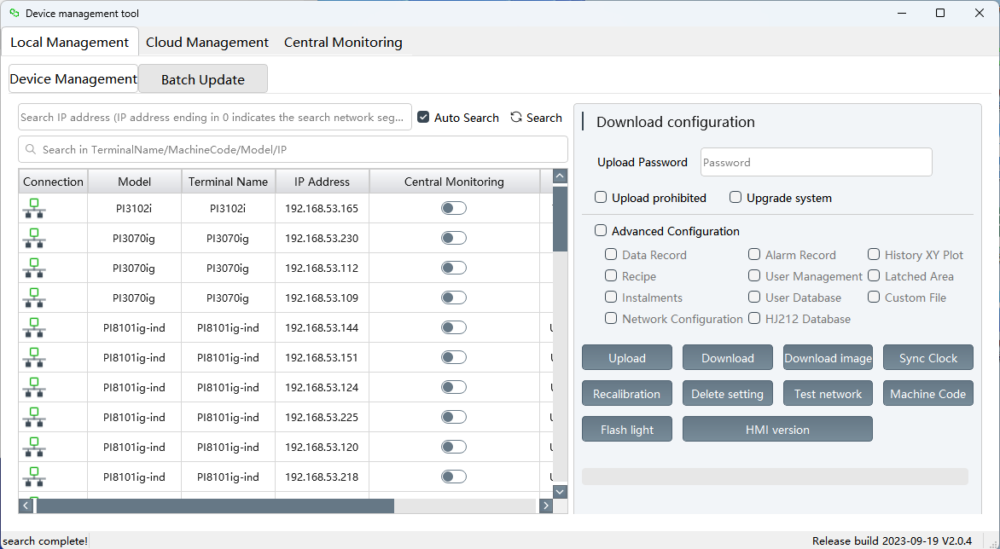 Device management tool
Local Management Cloud Management Central Monitoring
Device Management Batch Update
Search IP address (IP address ending in 0 indicates the search network seg... Auto Search Search
Search in TerminalName/MachineCode/Model/IP
Connection Model Terminal Name IP Address Central Monitoring
PI3102i PI3102i 192.168.53.165
PI3070ig PI3070ig 192.168.53.230
PI3070ig PI3070ig 192.168.53.112
PI3070ig PI3070ig 192.168.53.109
PI8101ig-ind PI8101ig-ind 192.168.53.144
PI8101ig-ind PI8101ig-ind 192.168.53.151
PI8101ig-ind PI8101ig-ind 192.168.53.124
PI8101ig-ind PI8101ig-ind 192.168.53.225
PI8101ig-ind PI8101ig-ind 192.168.53.120
PI8101ig-ind PI8101ig-ind 192.168.53.218
Download configuration
Upload Password Password
Upload prohibited Upgrade system
Advanced Configuration
Data Record Alarm Record History XY Plot
Recipe User Management Latched Area
Instalments User Database Custom File
Network Configuration HJ212 Database
Upload Download Download image Sync Clock
Recalibration Delete setting Test network Machine Code
Flash light HMI version
search complete! Release build 2023-09-19 V2.0.4